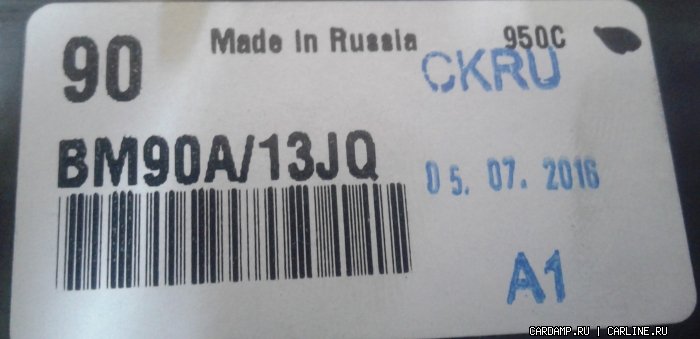 90 Made In Russia 950C
CKRU
BM90A/13JQ
05. 07. 2016
A1
CARDAMP.RU | CARLINE.RU